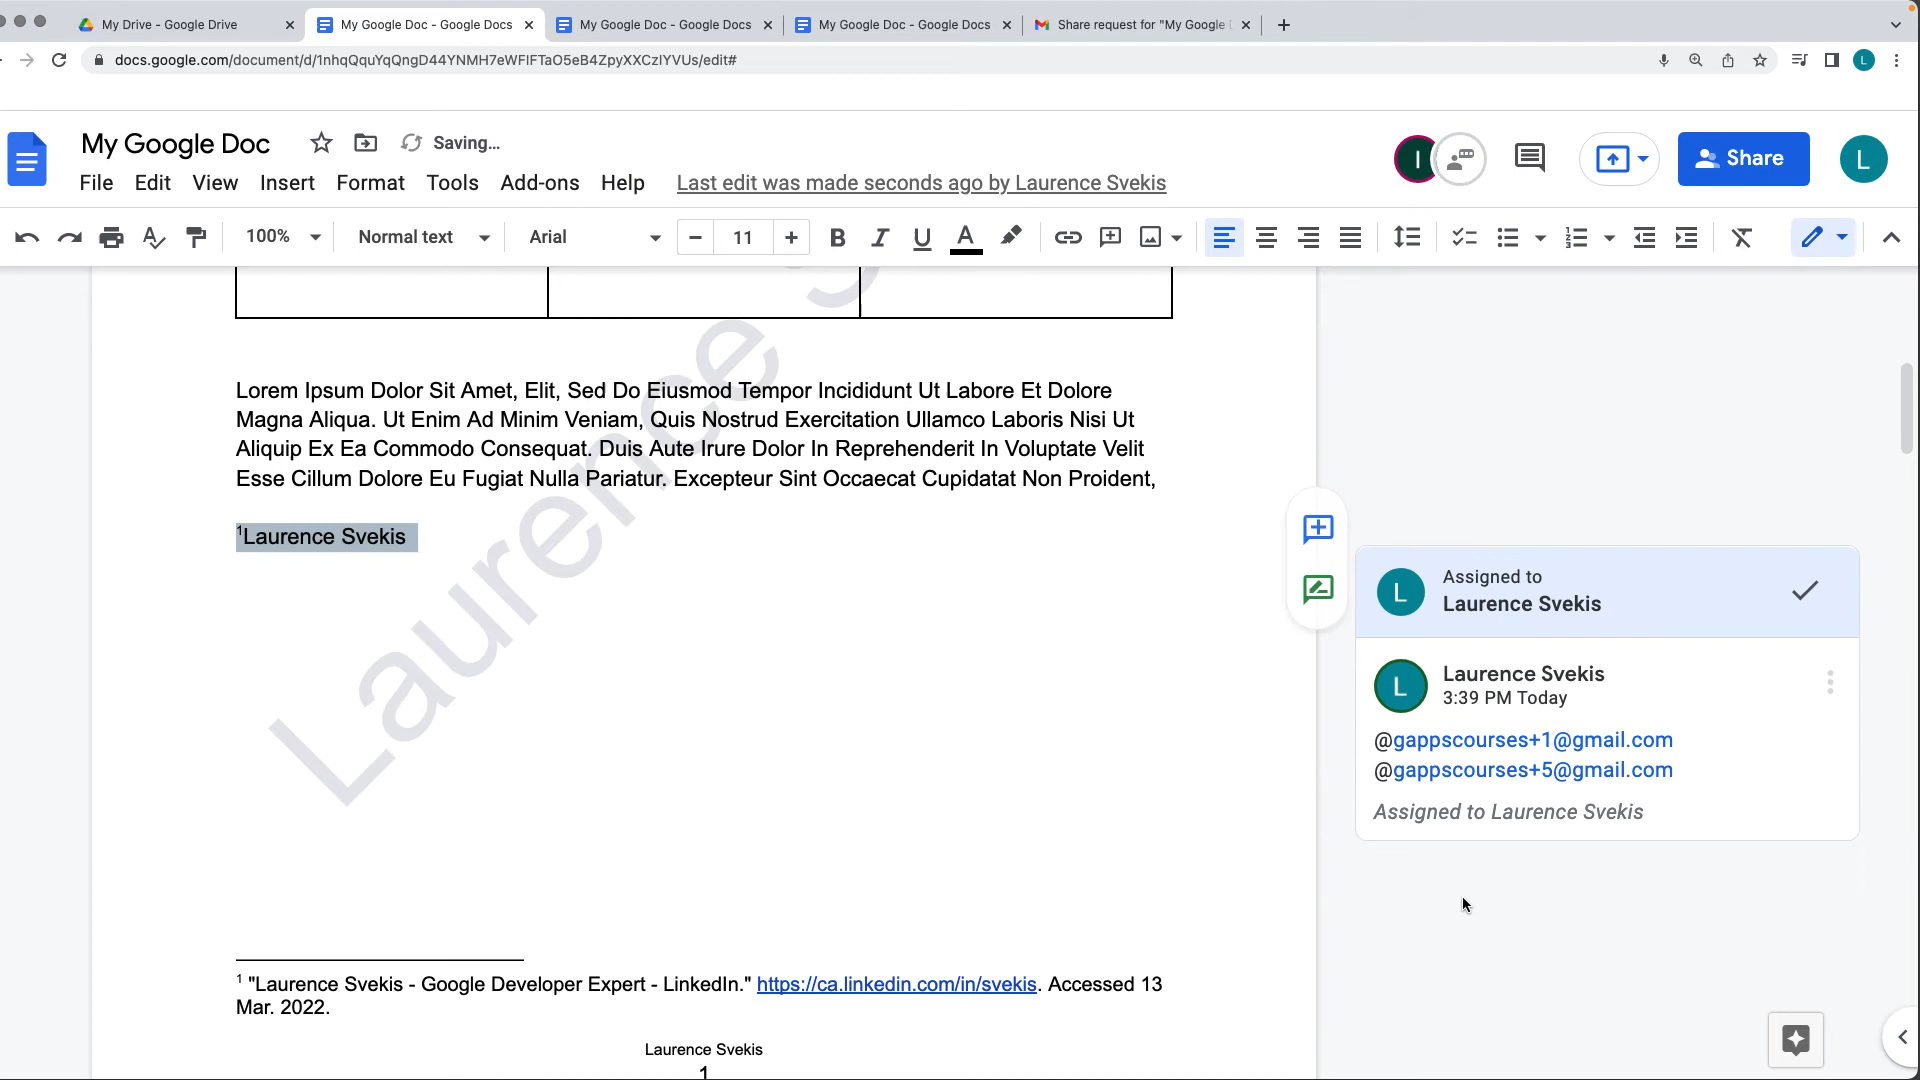 My Drive - Google Drive
My Google Doc - Google Docs
My Google Doc - Google Docs
My Google Doc - Google Docs
Share request for "My Google
docs.google.com/document/d/1nhqQquYqQngD44YNMH7eWFIFTaO5eB4ZpyXXCzIYVUs/edit#
L
My Google Doc
Saving...
I
Share
L
File Edit View Insert Format Tools Add-ons Help Last edit was made seconds ago by Laurence Svekis
100% Normal text Arial 11 B I U A
Laurence
Lorem Ipsum Dolor Sit Amet, Elit, Sed Do Eiusmod Tempor Incididunt Ut Labore Et Dolore
Magna Aliqua. Ut Enim Ad Minim Veniam, Quis Nostrud Exercitation Ullamco Laboris Nisi Ut
Aliquip Ex Ea Commodo Consequat. Duis Aute Irure Dolor In Reprehenderit In Voluptate Velit
Esse Cillum Dolore Eu Fugiat Nulla Pariatur. Excepteur Sint Occaecat Cupidatat Non Proident,
1Laurence Svekis
L
Assigned to
Laurence Svekis
L
Laurence Svekis
3:39 PM Today
@gappscourses+1@gmail.com
@gappscourses+5@gmail.com
Assigned to Laurence Svekis
1 "Laurence Svekis - Google Developer Expert - LinkedIn." https://ca.linkedin.com/in/svekis. Accessed 13
Mar. 2022.
Laurence Svekis
1